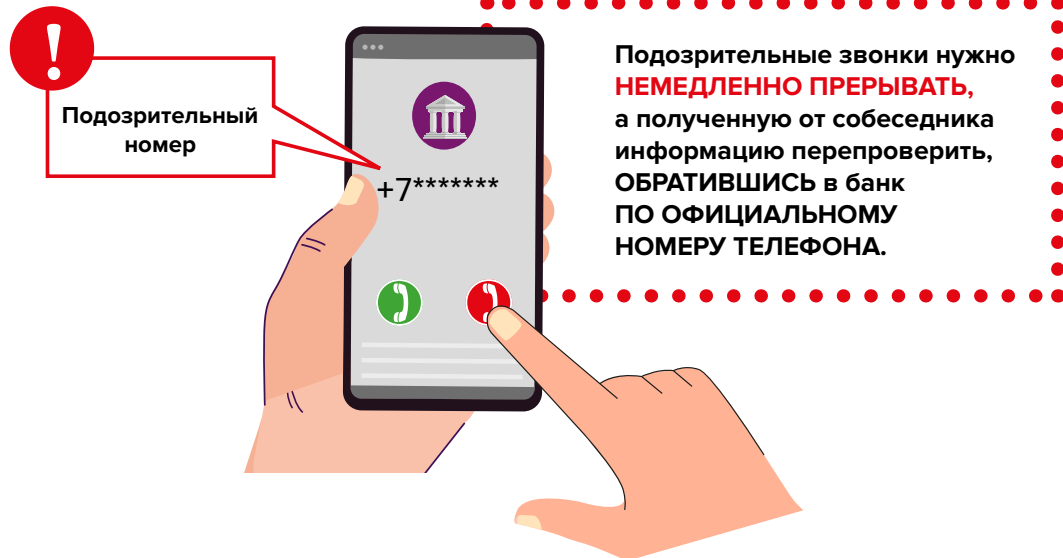 Подозрительный
номер
+7*******
Подозрительные звонки нужно
НЕМЕДЛЕННО ПРЕРЫВАТЬ,
а полученную от собеседника
информацию перепроверить,
ОБРАТИВШИСЬ в банк
ПО ОФИЦИАЛЬНОМУ
НОМЕРУ ТЕЛЕФОНА.